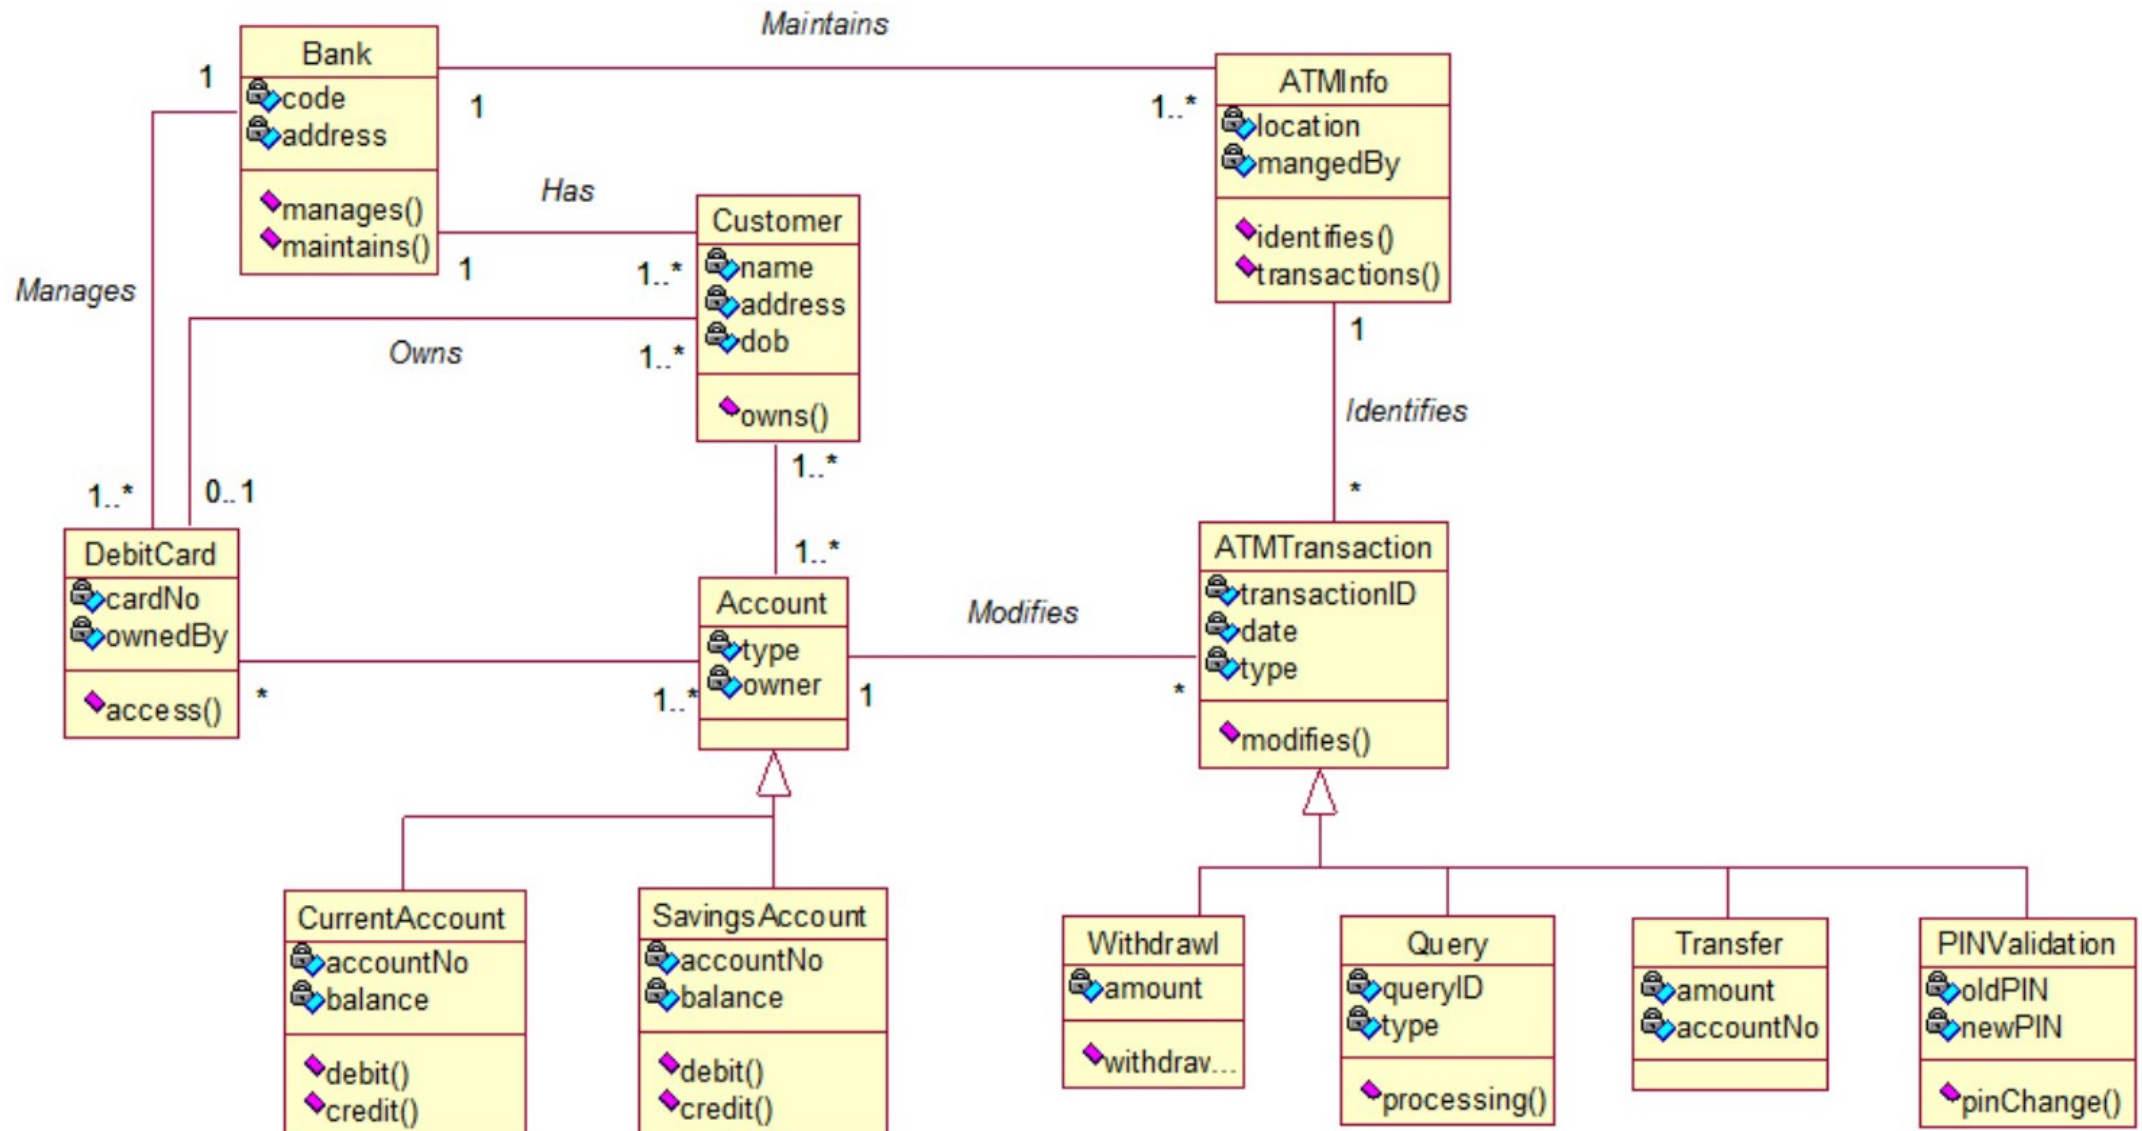 Maintains
Bank
code
address
manages()
maintains()
1
1
1..*
ATMInfo
location
mangedBy
identifies()
transactions()
Has
1
1..*
Customer
name
address
dob
owns()
Manages
Owns
1..*
1..*
0..1
1..*
1..*
1
Identifies
*
DebitCard
cardNo
ownedBy
access()
*
1..*
Account
type
owner
1
Modifies
*
ATMTransaction
transactionID
date
type
modifies()
CurrentAccount
accountNo
balance
debit()
credit()
SavingsAccount
accountNo
balance
debit()
credit()
Withdrawl
amount
withdraw...
Query
queryID
type
processing()
Transfer
amount
accountNo
PINValidation
oldPIN
newPIN
pinChange()